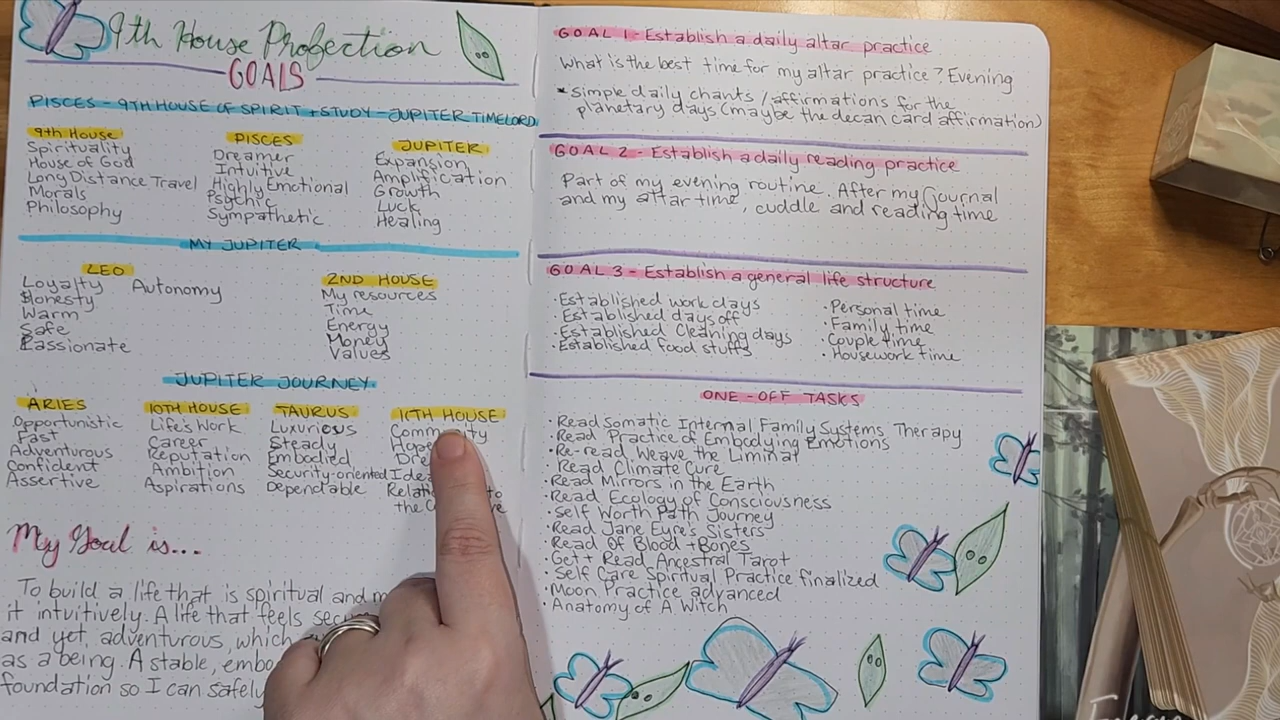 9th House Profection
GOALS
PISCES - 9TH HOUSE OF SPIRIT + STUDY - JUPITER TIMELORD
9th House
Spirituality
House of God
Long Distance Travel
Morals
Philosophy
PISCES
Dreamer
Intuitive
Highly Emotional
Psychic
Sympathetic
JUPITER
Expansion
Amplification
Growth
Luck
Healing
MY JUPITER
LEO
Loyalty Autonomy
Honesty
Warm
Safe
Passionate
2ND HOUSE
My resources
Time
Energy
Money
Values
JUPITER JOURNEY
ARIES
Opportunistic
Fast
Adventurous
Confident
Assertive
10TH HOUSE
Life's Work
Career
Reputation
Ambition
Aspirations
TAURUS
Luxurious
Steady
Embodied
Security-oriented
Dependable
11TH HOUSE
Community
to
the
My Goal is...
To build a life that is spiritual and
it intuitively. A life that feels
and yet, adventurous, which
as a being. A stable,
foundation so I can safely
GOAL 1 - Establish a daily altar practice
What is the best time for my altar practice? Evening
* simple daily chants / affirmations for the
planetary days (maybe the decan card affirmation)
GOAL 2 - Establish a daily reading practice
Part of my evening routine. After my journal
and my altar time, cuddle and reading time
GOAL 3 - Establish a general life structure
· Established work days
· Established days off
· Established Cleaning days
· Established food stuffs
· Personal time
· Family time
· Couple time
· Housework time
ONE-OFF TASKS
· Read Somatic Internal Family Systems Therapy
· Read Practice of Embodying Emotions
· Re-read Weave the Liminal
· Read Climate Cure
· Read Mirrors in the Earth
· Read Ecology of Consciousness
· Self Worth Path Journey
· Read Jane Eyre's Sisters
· Read Of Blood + Bones
· Get + Read Ancestral Tarot
· Self Care Spiritual Practice finalized
· Moon Practice advanced
· Anatomy of A Witch